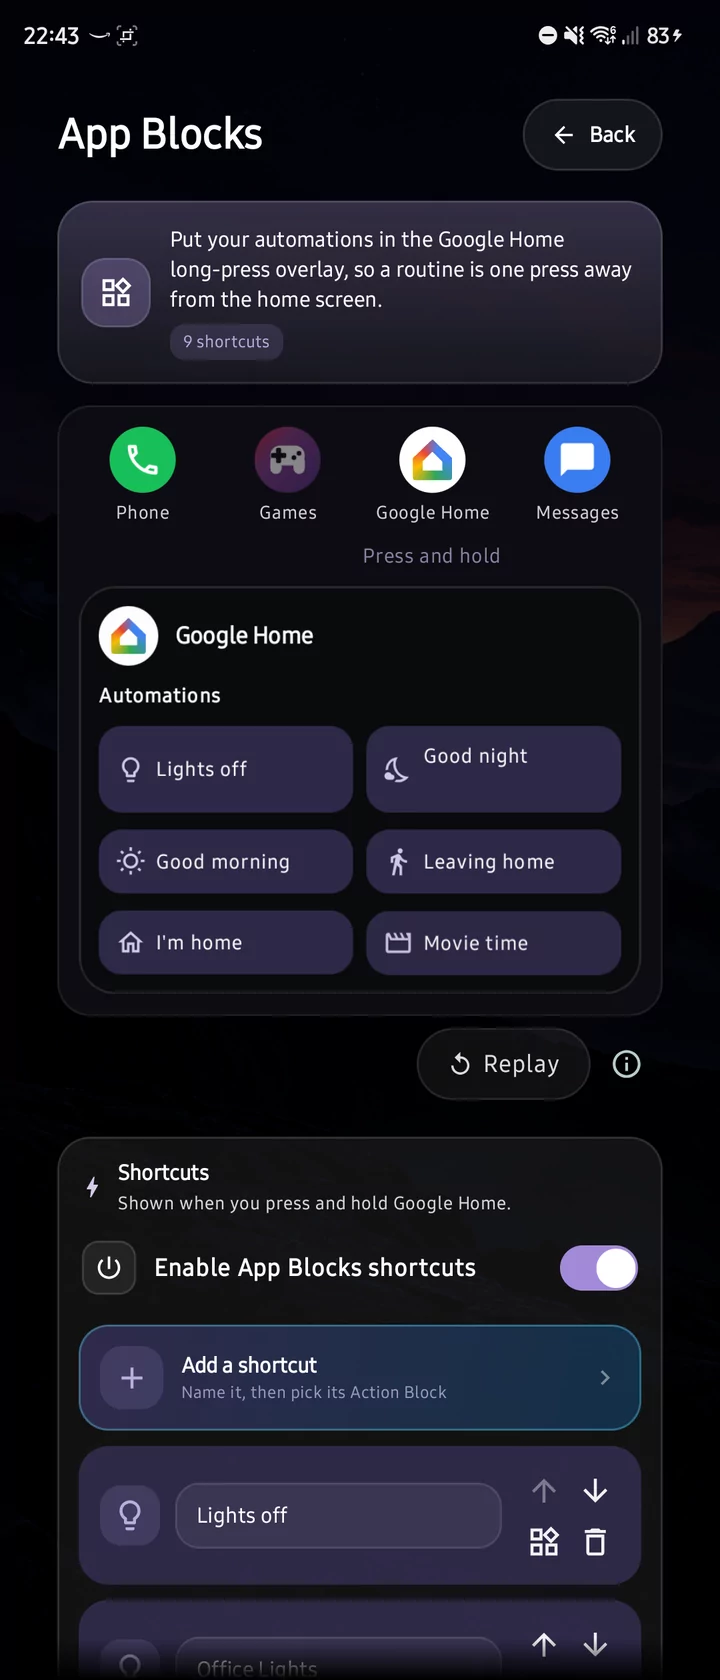 22:43
6
83
App Blocks
Back
Put your automations in the Google Home
long-press overlay, so a routine is one press away
from the home screen.
9 shortcuts
Phone
Games
Google Home
Messages
Press and hold
Google Home
Automations
Lights off
Good night
Good morning
Leaving home
I'm home
Movie time
Replay
Shortcuts
Shown when you press and hold Google Home.
Enable App Blocks shortcuts
Add a shortcut
Name it, then pick its Action Block
Lights off
Office Lights